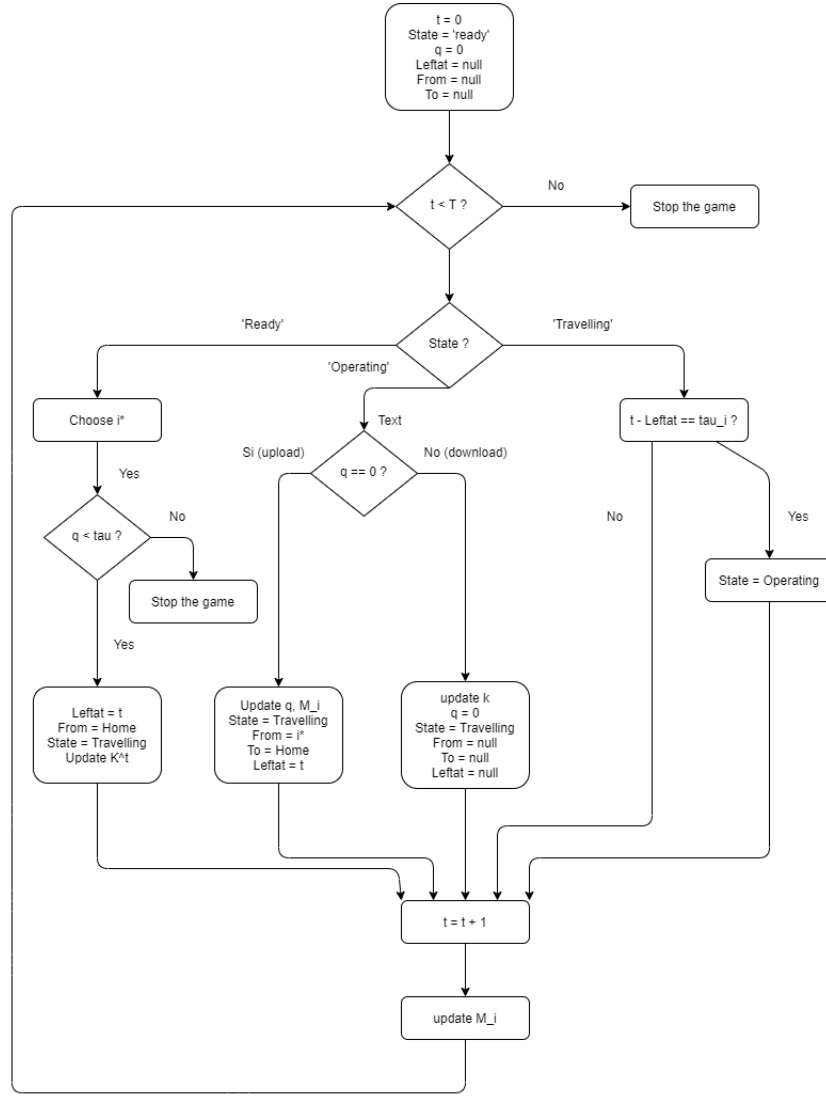 t = 0
State = 'ready'
q = 0
Leftat = null
From = null
To = null
t < T ?
No
Stop the game
State ?
'Ready'
'Operating'
'Travelling'
Choose i*
Text
t - Leftat == tau_i ?
Yes
Si (upload)
q == 0 ?
No (download)
q < tau ?
No
Stop the game
Yes
No
Yes
State = Operating
Leftat = t
From = Home
State = Travelling
Update K^t
Update q, M_i
State = Travelling
From = i*
To = Home
Leftat = t
update k
q = 0
State = Travelling
From = null
To = null
Leftat = null
t = t + 1
update M_i